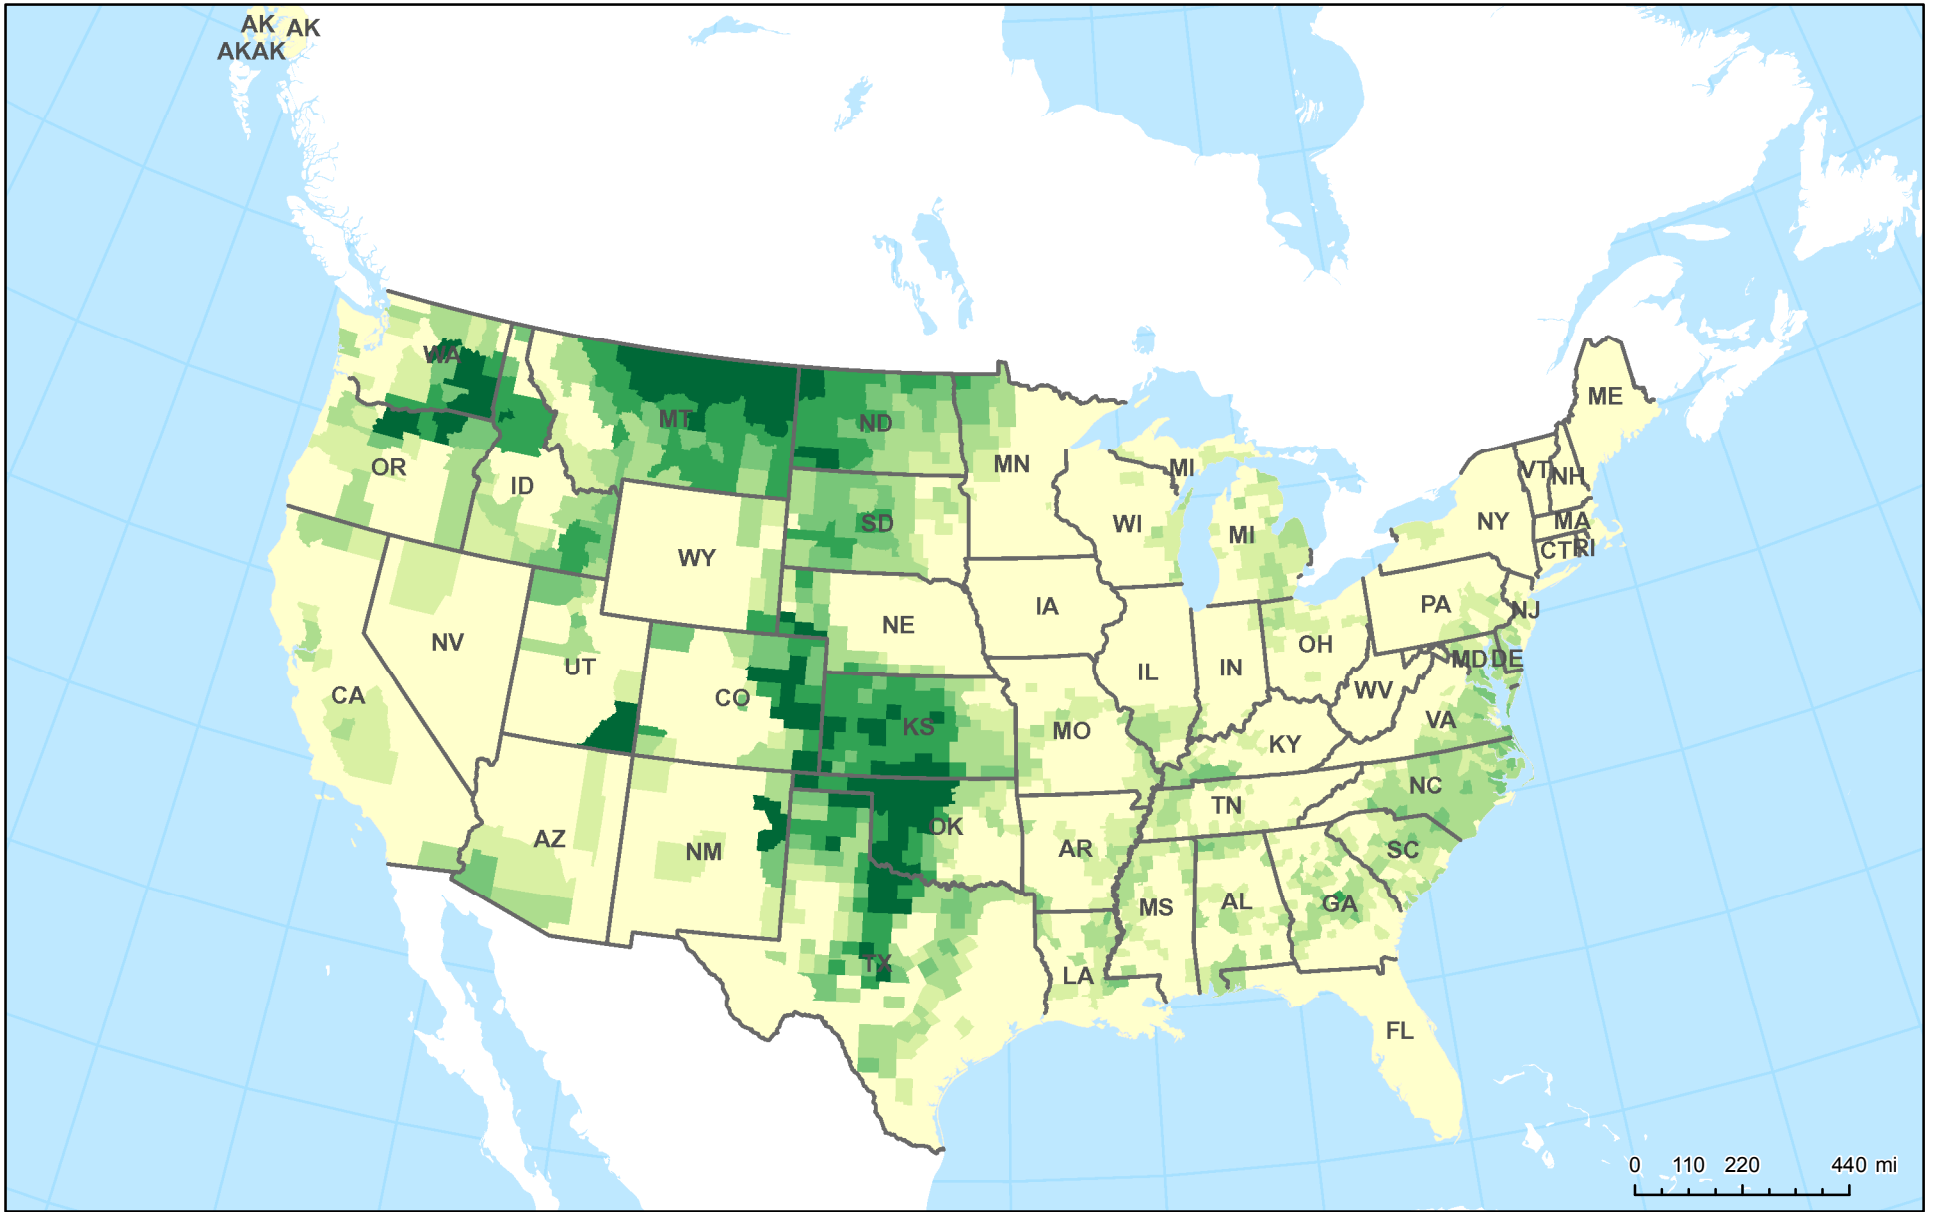 AK AK
AKAK
WA
MT
ND
MN
OR
ID
SD
WI
MI
MI
ME
VT
NH
NY
MA
CT
RI
WY
NE
IA
PA
NJ
NV
UT
CO
KS
IL
IN
OH
MD
DE
WV
VA
CA
MO
KY
AZ
NM
OK
AR
TN
NC
SC
TX
LA
MS
AL
GA
FL
0 110 220 440 mi